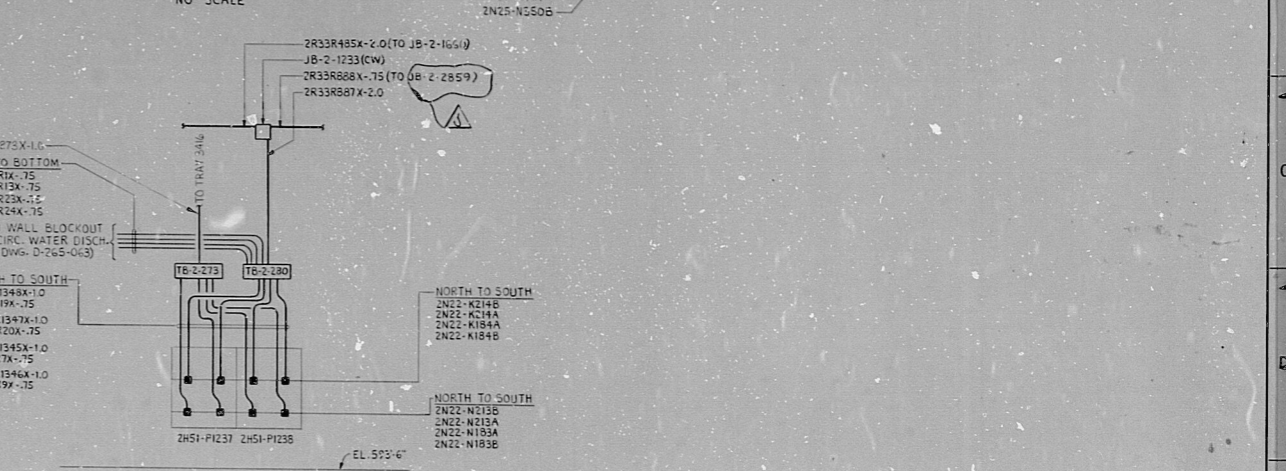 NO SCALE
2N25-N550B
2R33R485X-2.0(TO JB-2-1650)
JB-2-1233(CW)
2R33R888X-.75(TO JB-2-2859)
2R33R887X-2.0
TO TRAY 3416
273X-1.0
O BOTTOM
R1X-.75
R13X-.75
R23X-.75
R24X-.75
WALL BLOCKOUT
CIRC. WATER DISCH.
DWG. D-265-063)
TB-2-273
TB-2-280
H TO SOUTH
1348X-1.0
19X-.75
1347X-1.0
20X-.75
1345X-1.0
7X-.75
1346X-1.0
9X-.75
NORTH TO SOUTH
2N22-K214B
2N22-K214A
2N22-K184A
2N22-K184B
NORTH TO SOUTH
2N22-N213B
2N22-N213A
2N22-N183A
2N22-N183B
2H51-P1237
2H51-P1238
EL.593'-6"